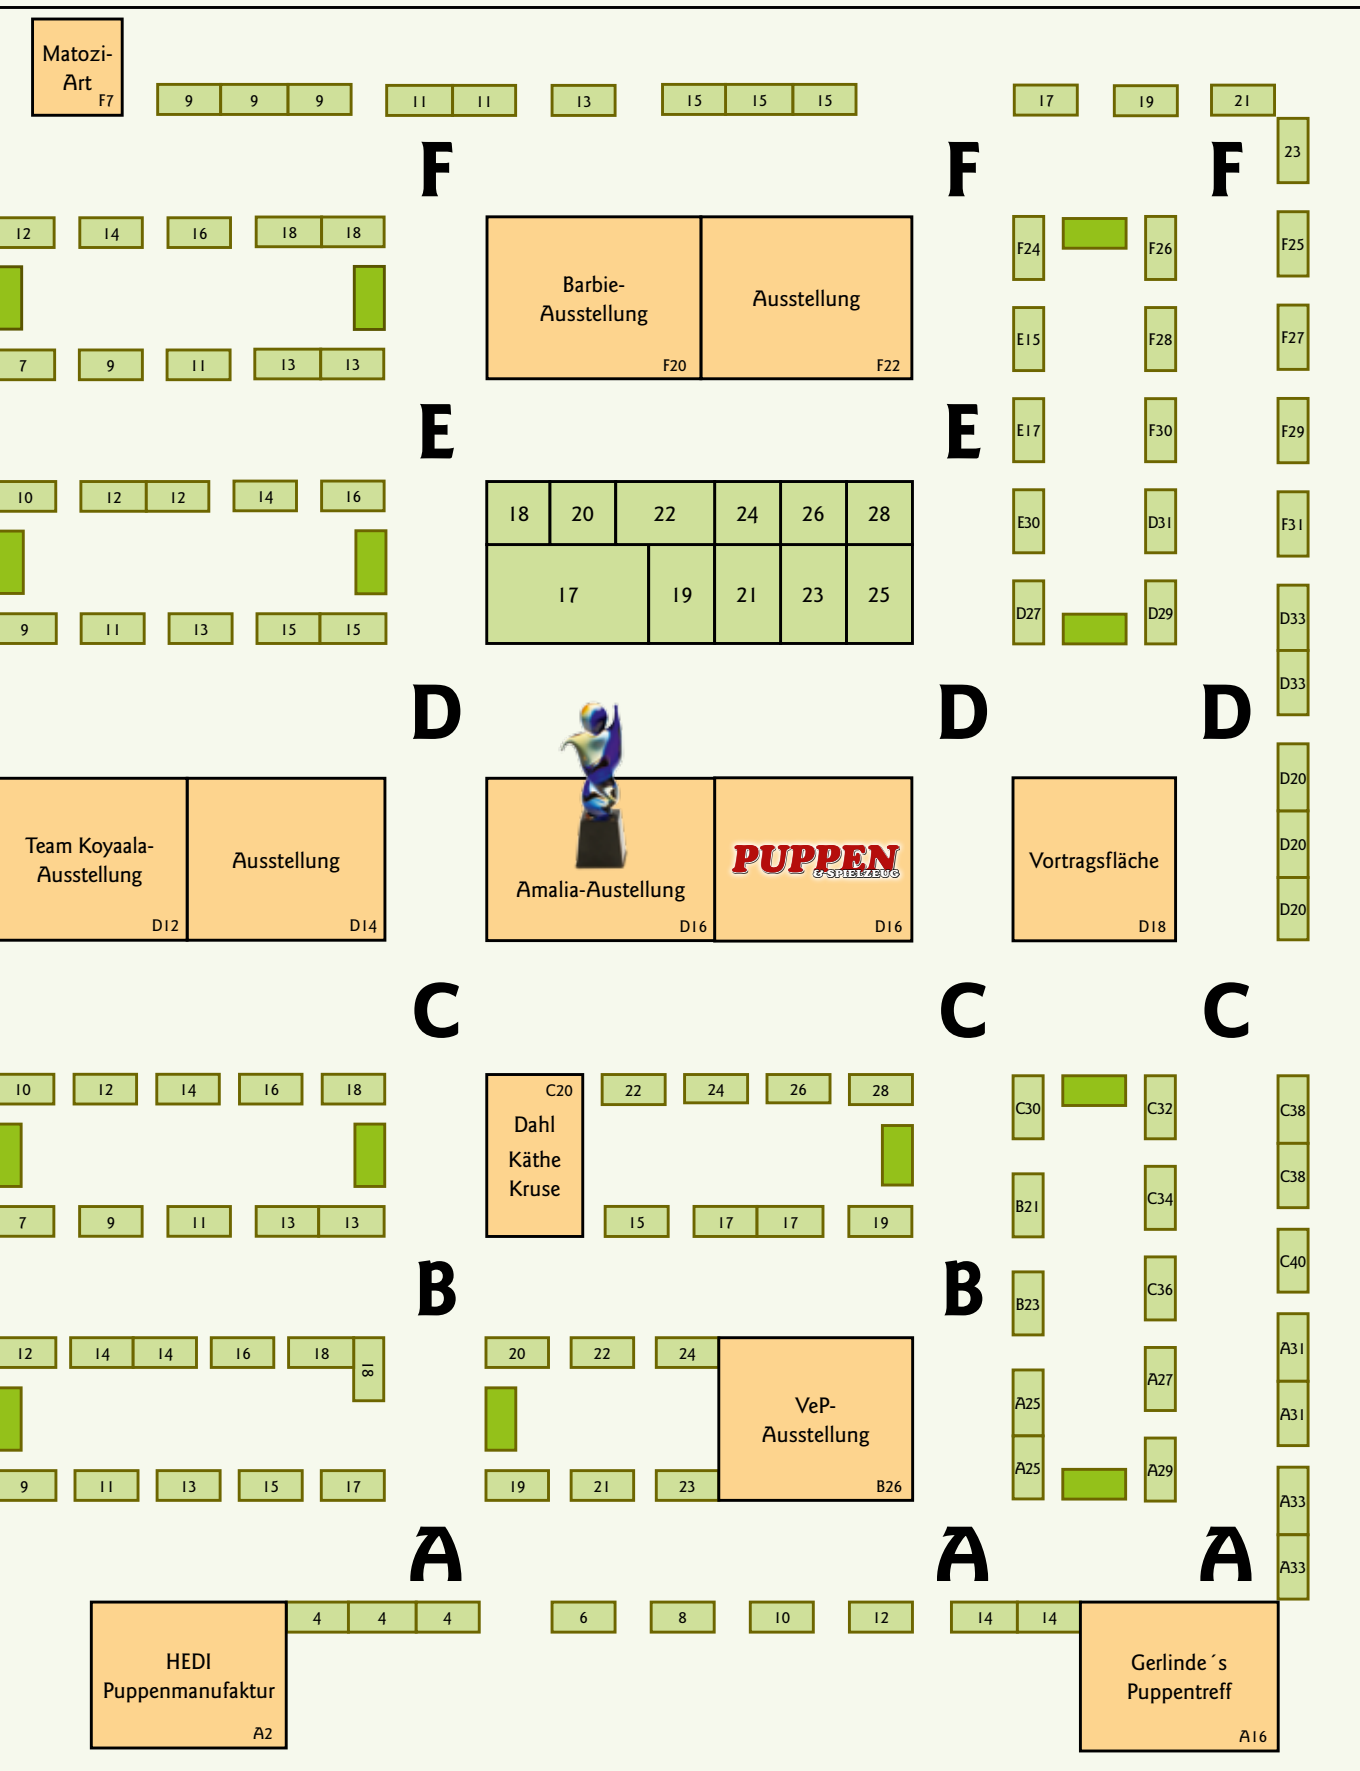 Matozi-
Art
F7
9 9 9 11 11 13 15 15 15 17 19 21
23
F F F
12 14 16 18 18
F24 F26 F25
Barbie-
Ausstellung
F20
Ausstellung
F22
E15 F28 F27
7 9 11 13 13
E E
E17 F30 F29
10 12 12 14 16
18 20 22 24 26 28
E30 D31 F31
17 19 21 23 25
9 11 13 15 15
D27 D29 D33
D33
D D D
Team Koyaala-
Ausstellung
D12
Ausstellung
D14
Amalia-Austellung
D16
PUPPEN
& SPIELZEUG
D16
Vortragsfläche
D18
D20
D20
D20
C C C
10 12 14 16 18
C20
Dahl
Käthe
Kruse
22 24 26 28
C30 C32 C38
C38
B21 C34
7 9 11 13 13
15 17 17 19
C40
B B
B23 C36
12 14 14 16 18 18
20 22 24
VeP-
Ausstellung
B26
A31
A31
A25 A27
A25 A29
9 11 13 15 17
19 21 23
A33
A33
A A A
HEDI
Puppenmanufaktur
A2
4 4 4 6 8 10 12 14 14
Gerlinde´s
Puppentreff
A16